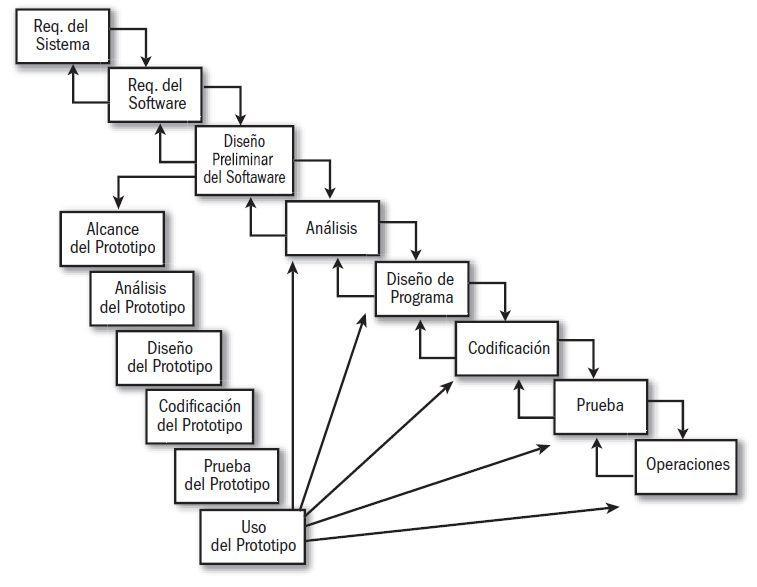 Req. del
Sistema
Req. del
Software
Diseño
Preliminar
del Softaware
Alcance
del Prototipo
Análisis
Análisis
del Prototipo
Diseño de
Programa
Diseño
del Prototipo
Codificación
Codificación
del Prototipo
Prueba
Prueba
del Prototipo
Operaciones
Uso
del Prototipo